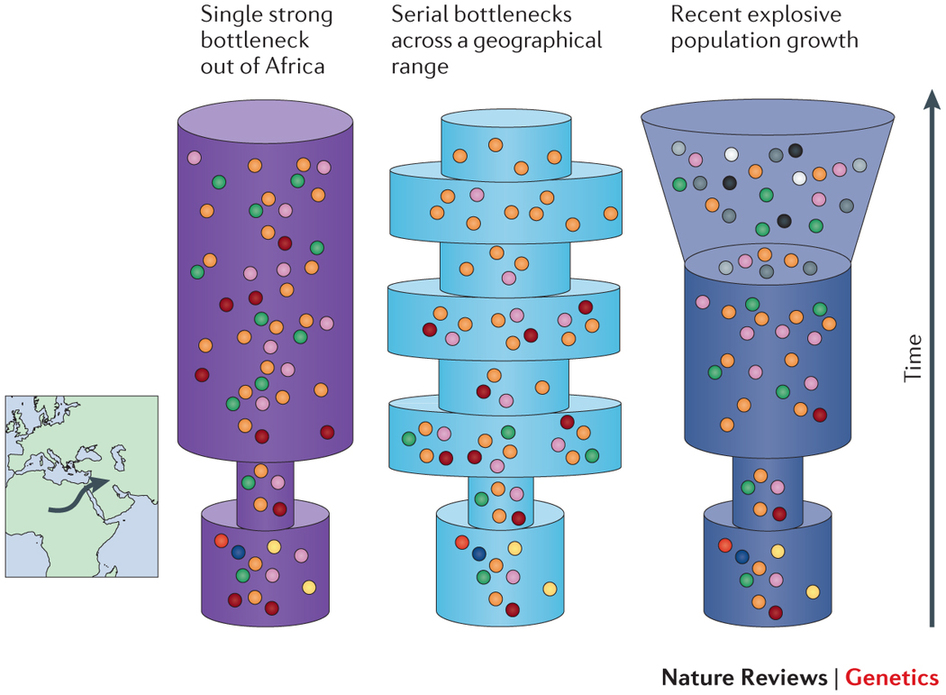 Single strong
bottleneck
out of Africa
Serial bottlenecks
across a geographical
range
Recent explosive
population growth
Time
Nature Reviews | Genetics